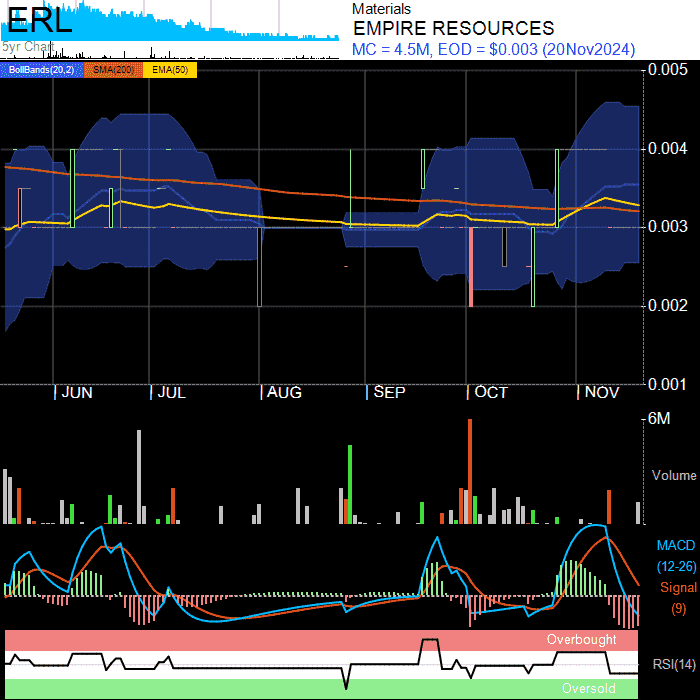 ERL
5yr Chart
Materials
EMPIRE RESOURCES
MC = 4.5M, EOD = $0.003 (20Nov2024)
BollBands(20,2) SMA(200) EMA(50)
0.005
0.004
0.003
0.002
0.001
JUN JUL AUG SEP OCT NOV
6M
Volume
MACD
(12-26)
Signal
(9)
Overbought
RSI(14)
Oversold